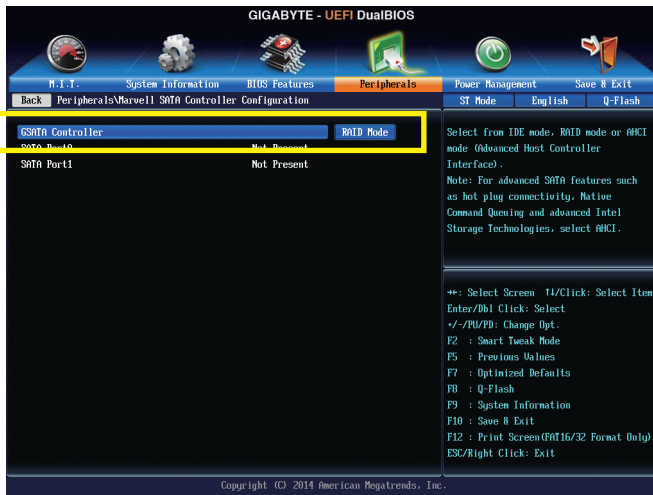 GIGABYTE - UEFI DualBIOS
M.I.T. System Information BIOS Features Peripherals Power Management Save & Exit
Back Peripherals\Marvell SATA Controller Configuration ST Mode English Q-Flash
GSATA Controller RAID Mode
SATA Port0 Not Present
SATA Port1 Not Present
Select from IDE mode, RAID mode or AHCI
mode (Advanced Host Controller
Interface).
Note: For advanced SATA features such
as hot plug connectivity, Native
Command Queuing and advanced Intel
Storage Technologies, select AHCI.
→←: Select Screen ↑↓/Click: Select Item
Enter/Dbl Click: Select
+/-/PU/PD: Change Opt.
F2 : Smart Tweak Mode
F5 : Previous Values
F7 : Optimized Defaults
F8 : Q-Flash
F9 : System Information
F10 : Save & Exit
F12 : Print Screen(FAT16/32 Format Only)
ESC/Right Click: Exit
Copyright (C) 2014 American Megatrends, Inc.